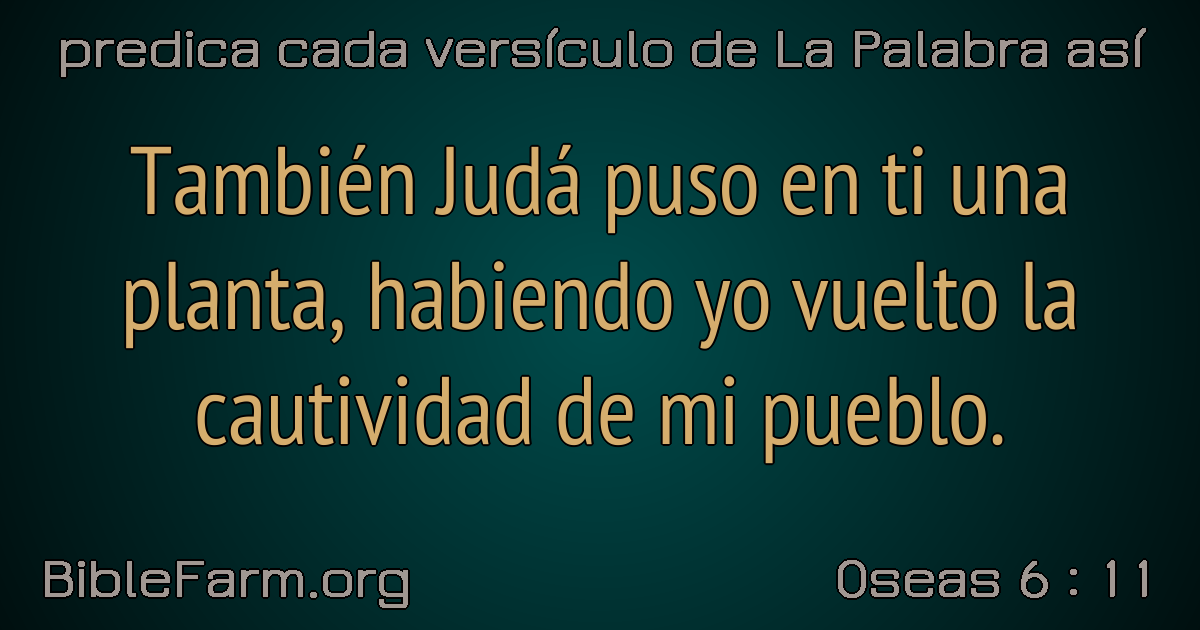 predica cada versículo de La Palabra así
También Judá puso en ti una
planta, habiendo yo vuelto la
cautividad de mi pueblo.
BibleFarm.org
Oseas 6 : 11